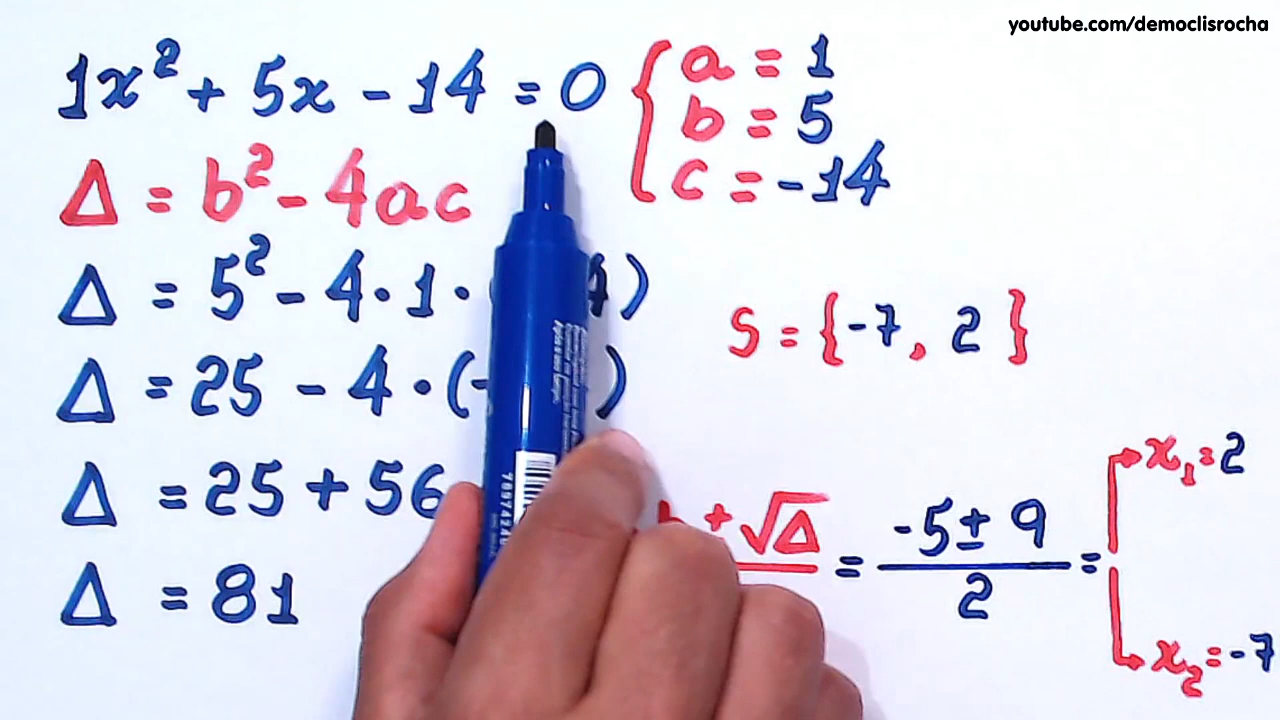 youtube.com/democlisrocha
1x² + 5x - 14 = 0
a = 1
b = 5
c = -14
Δ = b² - 4ac
Δ = 5² - 4 · 1 · ( 4 )
S = { -7, 2 }
Δ = 25 - 4 · (- )
Δ = 25 + 56
Δ = 81
+ √Δ = -5 ± 9 =
2
x₁ = 2
x₂ = -7